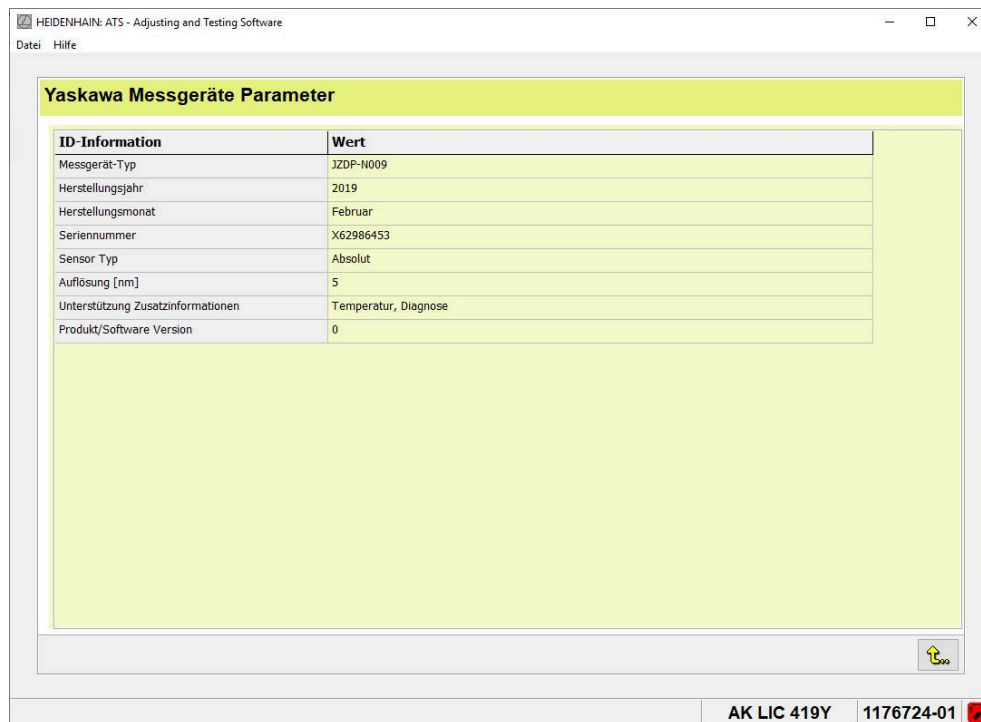 HEIDENHAIN: ATS - Adjusting and Testing Software
Datei Hilfe
Yaskawa Messgeräte Parameter
ID-Information Wert
Messgerät-Typ JZDP-N009
Herstellungsjahr 2019
Herstellungsmonat Februar
Seriennummer X62986453
Sensor Typ Absolut
Auflösung [nm] 5
Unterstützung Zusatzinformationen Temperatur, Diagnose
Produkt/Software Version 0
AK LIC 419Y 1176724-01